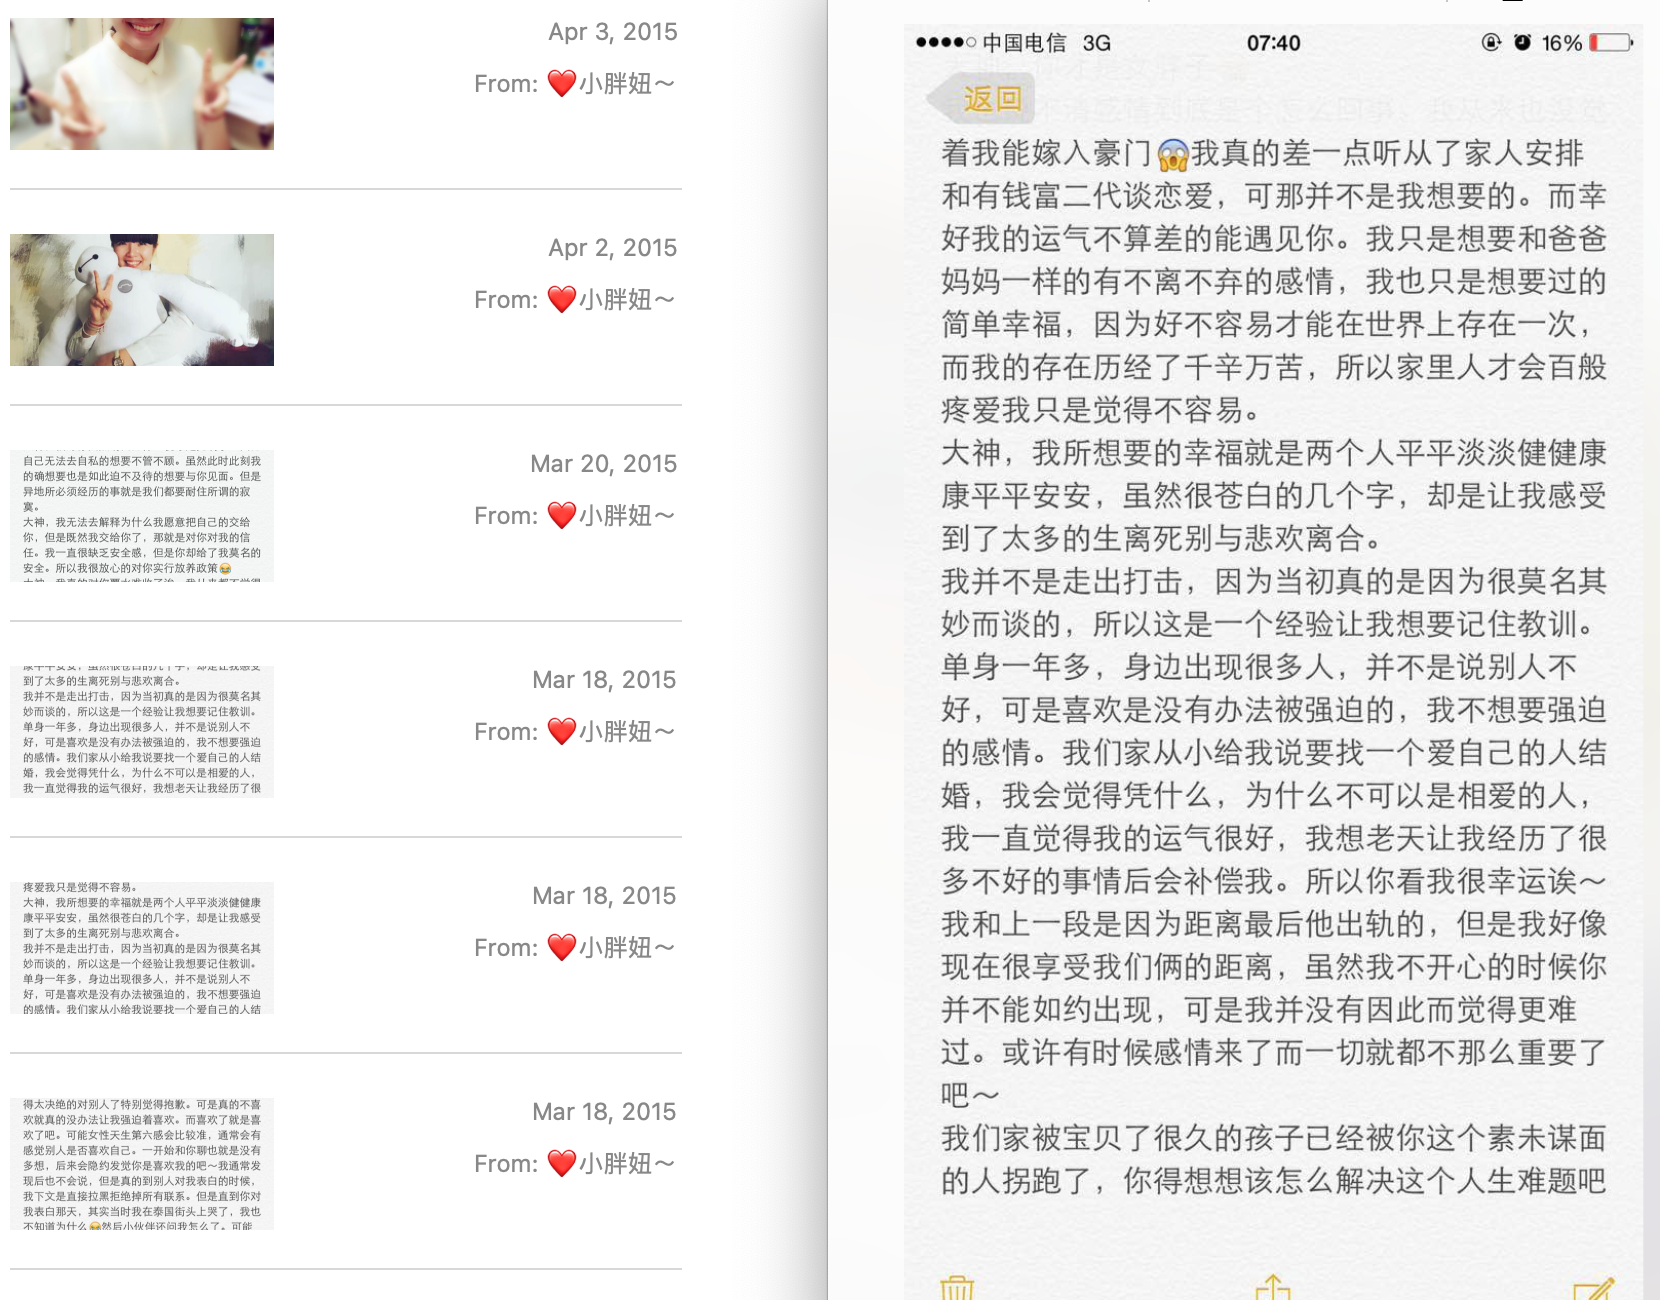 Apr 3, 2015
From: ❤️小胖妞～
Apr 2, 2015
From: ❤️小胖妞～
Mar 20, 2015
From: ❤️小胖妞～
自己无法去自私的想要不管不顾。虽然此时此刻我
的确想要也是如此迫不及待的想要与你见面。但是
异地所必须经历的事就是我们都要耐住所谓的寂
寞。
大神，我无法去解释为什么我愿意把自己的交给
你，但是既然我交给你了，那就是对你对我的信
任。我一直很缺乏安全感，但是你却给了我莫名的
安全。所以我很放心的对你实行放养政策😂
Mar 18, 2015
From: ❤️小胖妞～
康平平安安，虽然很苍白的几个字，却是让我感受
到了太多的生离死别与悲欢离合。
我并不是走出打击，因为当初真的是因为很莫名其
妙而谈的，所以这是一个经验让我想要记住教训。
单身一年多，身边出现很多人，并不是说别人不
好，可是喜欢是没有办法被强迫的，我不想要强迫
的感情。我们家从小给我说要找一个爱自己的人结
婚，我会觉得凭什么，为什么不可以是相爱的人，
我一直觉得我的运气很好，我想老天让我经历了很
Mar 18, 2015
From: ❤️小胖妞～
疼爱我只是觉得不容易。
大神，我所想要的幸福就是两个人平平淡淡健健康
康平平安安，虽然很苍白的几个字，却是让我感受
到了太多的生离死别与悲欢离合。
我并不是走出打击，因为当初真的是因为很莫名其
妙而谈的，所以这是一个经验让我想要记住教训。
单身一年多，身边出现很多人，并不是说别人不
好，可是喜欢是没有办法被强迫的，我不想要强迫
的感情。我们家从小给我说要找一个爱自己的人结
Mar 18, 2015
From: ❤️小胖妞～
得太决绝的对别人了特别觉得抱歉。可是真的不喜
欢就真的没办法让我强迫着喜欢。而喜欢了就是喜
欢了吧。可能女性天生第六感会比较准，通常会有
感觉别人是否喜欢自己。一开始和你聊也就是没有
多想，后来会隐约发觉你是喜欢我的吧～我通常发
现后也不会说，但是真的到别人对我表白的时候，
我下文是直接拉黑拒绝掉所有联系。但是直到你对
我表白那天，其实当时我在泰国街头上哭了，我也
不知道为什么😂然后小伙伴还问我怎么了。可能
中国电信 3G 07:40 16%
返回
着我能嫁入豪门😱我真的差一点听从了家人安排
和有钱富二代谈恋爱，可那并不是我想要的。而幸
好我的运气不算差的能遇见你。我只是想要和爸爸
妈妈一样的有不离不弃的感情，我也只是想要过的
简单幸福，因为好不容易才能在世界上存在一次，
而我的存在历经了千辛万苦，所以家里人才会百般
疼爱我只是觉得不容易。
大神，我所想要的幸福就是两个人平平淡淡健健康
康平平安安，虽然很苍白的几个字，却是让我感受
到了太多的生离死别与悲欢离合。
我并不是走出打击，因为当初真的是因为很莫名其
妙而谈的，所以这是一个经验让我想要记住教训。
单身一年多，身边出现很多人，并不是说别人不
好，可是喜欢是没有办法被强迫的，我不想要强迫
的感情。我们家从小给我说要找一个爱自己的人结
婚，我会觉得凭什么，为什么不可以是相爱的人，
我一直觉得我的运气很好，我想老天让我经历了很
多不好的事情后会补偿我。所以你看我很幸运诶～
我和上一段是因为距离最后他出轨的，但是我好像
现在很享受我们俩的距离，虽然我不开心的时候你
并不能如约出现，可是我并没有因此而觉得更难
过。或许有时候感情来了而一切就都不那么重要了
吧～
我们家被宝贝了很久的孩子已经被你这个素未谋面
的人拐跑了，你得想想该怎么解决这个人生难题吧